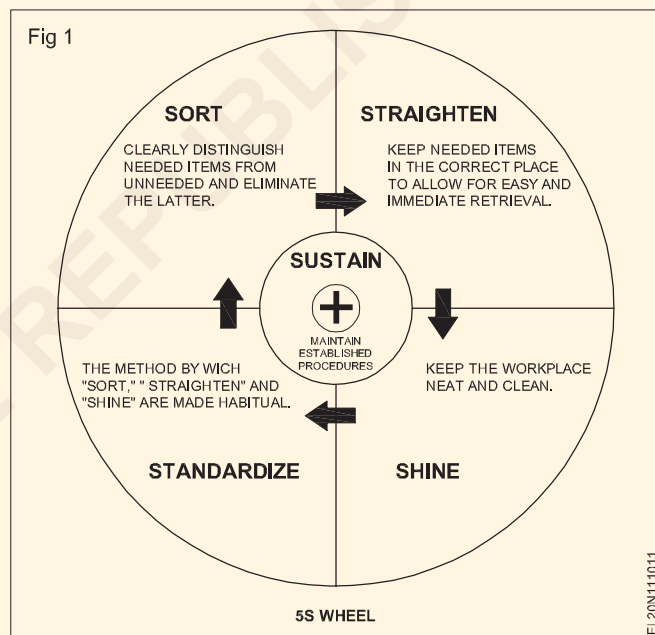 Fig 1
SORT
CLEARLY DISTINGUISH
NEEDED ITEMS FROM
UNNEEDED AND ELIMINATE
THE LATTER.
STRAIGHTEN
KEEP NEEDED ITEMS
IN THE CORRECT PLACE
TO ALLOW FOR EASY AND
IMMEDIATE RETRIEVAL.
SUSTAIN
MAINTAIN
ESTABLISHED
PROCEDURES
THE METHOD BY WICH
"SORT," " STRAIGHTEN" AND
"SHINE" ARE MADE HABITUAL.
STANDARDIZE
KEEP THE WORKPLACE
NEAT AND CLEAN.
SHINE
5S WHEEL